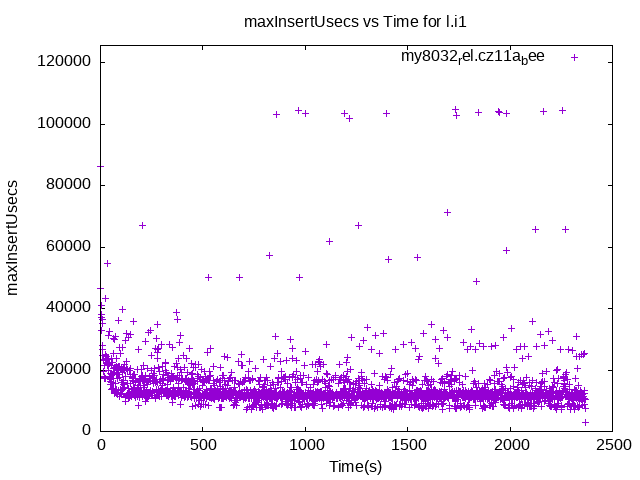 maxInsertUsecs vs Time for l.i1
my8032rel.cz11abee
120000
100000
80000
60000
40000
20000
0
maxInsertUsecs
0 500 1000 1500 2000 2500
Time(s)